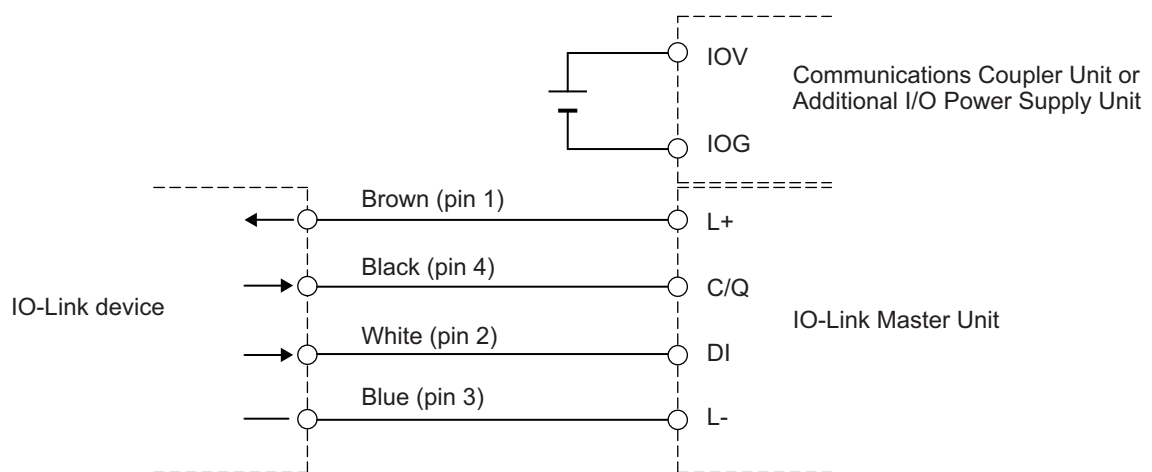 IOV
Communications Coupler Unit or
Additional I/O Power Supply Unit
IOG
Brown (pin 1)
L+
Black (pin 4)
C/Q
IO-Link device
IO-Link Master Unit
White (pin 2)
DI
Blue (pin 3)
L-